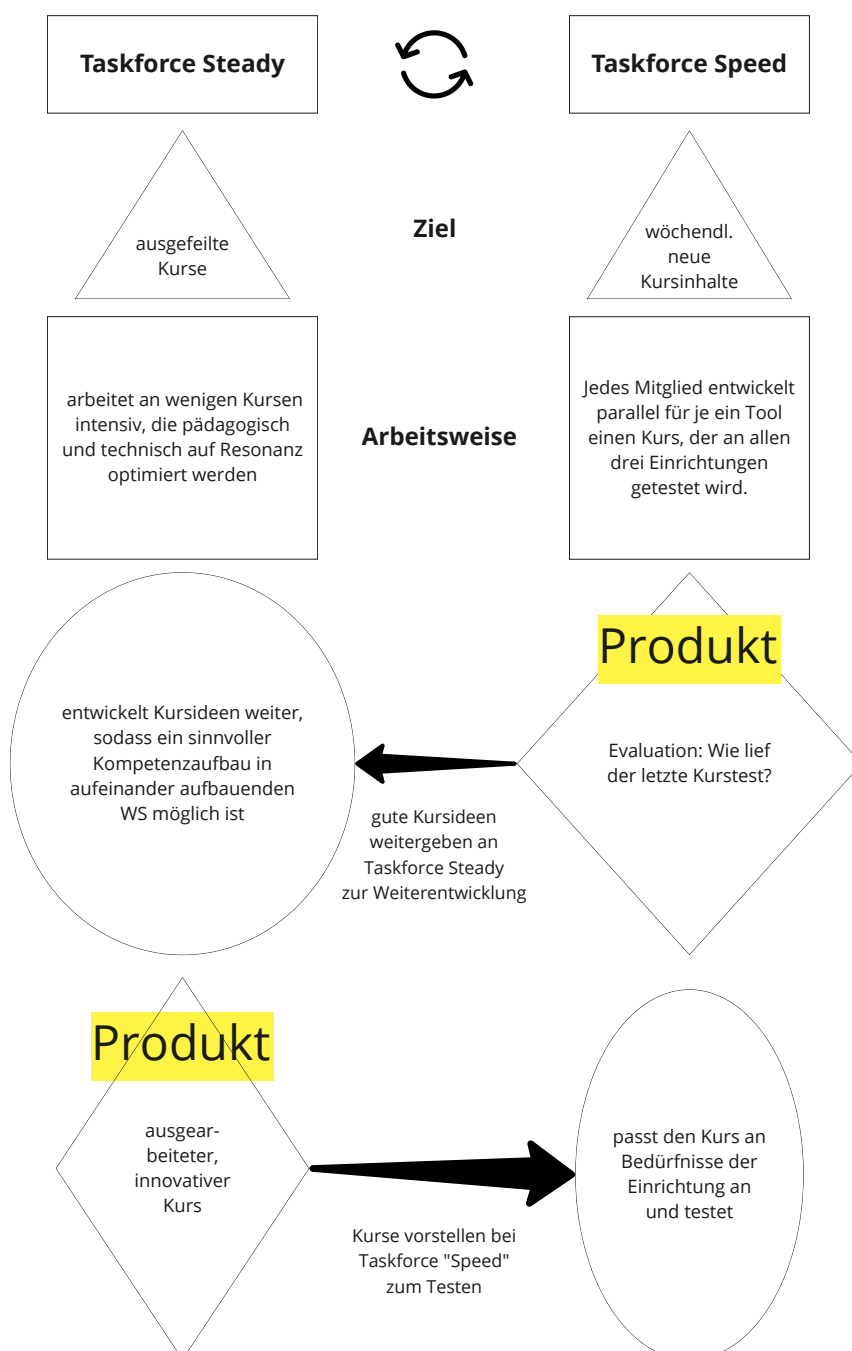 Taskforce Steady
Taskforce Speed
Ziel
ausgefeilte
Kurse
wöchendl.
neue
Kursinhalte
arbeitet an wenigen Kursen
intensiv, die pädagogisch
und technisch auf Resonanz
optimiert werden
Arbeitsweise
Jedes Mitglied entwickelt
parallel für je ein Tool
einen Kurs, der an allen
drei Einrichtungen
getestet wird.
Produkt
entwickelt Kursideen weiter,
sodass ein sinnvoller
Kompetenzaufbau in
aufeinander aufbauenden
WS möglich ist
Evaluation: Wie lief
der letzte Kurstest?
gute Kursideen
weitergeben an
Taskforce Steady
zur Weiterentwicklung
Produkt
ausgear-
beiteter,
innovativer
Kurs
passt den Kurs an
Bedürfnisse der
Einrichtung an
und testet
Kurse vorstellen bei
Taskforce "Speed"
zum Testen